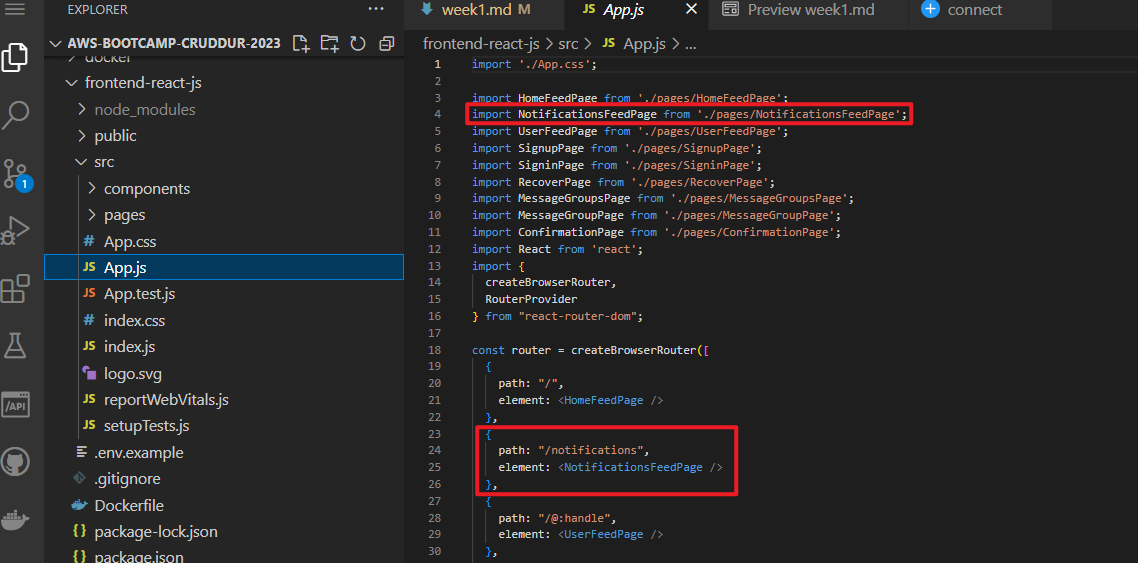 EXPLORER
AWS-BOOTCAMP-CRUDDUR-2023
docker
frontend-react-js
node_modules
public
src
components
pages
# App.css
JS App.js
JS App.test.js
# index.css
JS index.js
logo.svg
JS reportWebVitals.js
JS setupTests.js
.env.example
.gitignore
Dockerfile
{} package-lock.json
{} package.json
1
/API
week1.md M
JS App.js
Preview week1.md
connect
frontend-react-js > src > JS App.js > ...
1 import './App.css';
2
3 import HomeFeedPage from './pages/HomeFeedPage';
4 import NotificationsFeedPage from './pages/NotificationsFeedPage';
5 import UserFeedPage from './pages/UserFeedPage';
6 import SignupPage from './pages/SignupPage';
7 import SigninPage from './pages/SigninPage';
8 import RecoverPage from './pages/RecoverPage';
9 import MessageGroupsPage from './pages/MessageGroupsPage';
10 import MessageGroupPage from './pages/MessageGroupPage';
11 import ConfirmationPage from './pages/ConfirmationPage';
12 import React from 'react';
13 import {
14 createBrowserRouter,
15 RouterProvider
16 } from "react-router-dom";
17
18 const router = createBrowserRouter([
19 {
20 path: "/",
21 element: <HomeFeedPage />
22 },
23 {
24 path: "/notifications",
25 element: <NotificationsFeedPage />
26 },
27 {
28 path: "/@:handle",
29 element: <UserFeedPage />
30 },